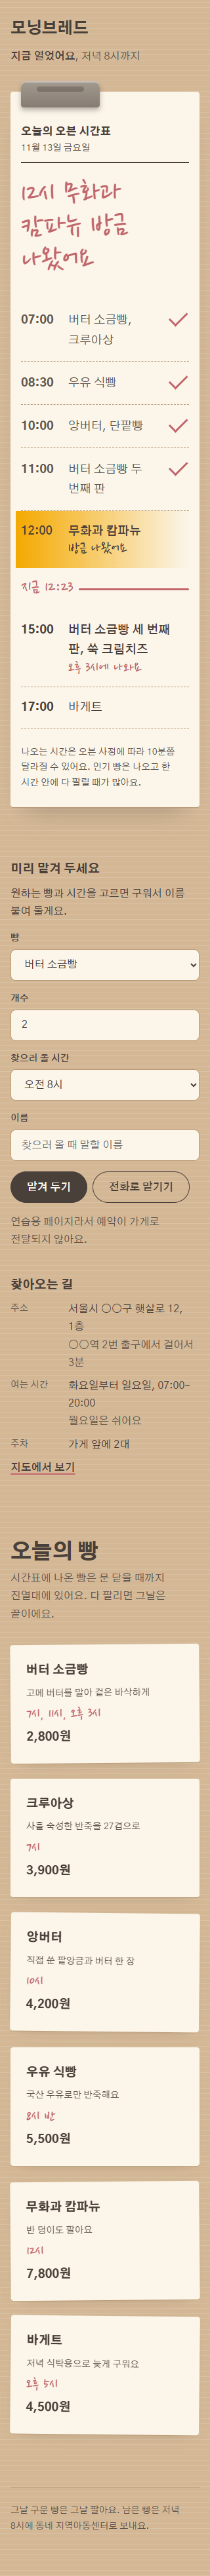 모닝브레드
지금 열었어요, 저녁 8시까지
오늘의 오븐 시간표
11월 13일 금요일
12시 무화과
캄파뉴 방금
나왔어요
07:00 버터 소금빵,
크루아상
08:30 우유 식빵
10:00 앙버터, 단팥빵
11:00 버터 소금빵 두
번째 판
12:00 무화과 캄파뉴
방금 나왔어요
지금 12:23
15:00 버터 소금빵 세 번째
판, 쑥 크림치즈
오후 3시에 나와요
17:00 바게트
나오는 시간은 오븐 사정에 따라 10분쯤
달라질 수 있어요. 인기 빵은 나오고 한
시간 안에 다 팔릴 때가 많아요.
미리 맡겨 두세요
원하는 빵과 시간을 고르면 구워서 이름
붙여 둘게요.
빵
버터 소금빵
개수
2
찾으러 올 시간
오전 8시
이름
찾으러 올 때 말할 이름
맡겨 두기 전화로 맡기기
연습용 페이지라서 예약이 가게로
전달되지 않아요.
찾아오는 길
주소 서울시 ○○구 햇살로 12,
1층
○○역 2번 출구에서 걸어서
3분
여는 시간 화요일부터 일요일, 07:00–
20:00
월요일은 쉬어요
주차 가게 앞에 2대
지도에서 보기
오늘의 빵
시간표에 나온 빵은 문 닫을 때까지
진열대에 있어요. 다 팔리면 그날은
끝이에요.
버터 소금빵
고메 버터를 말아 겉은 바삭하게
7시, 11시, 오후 3시
2,800원
크루아상
사흘 숙성한 반죽을 27겹으로
7시
3,900원
앙버터
직접 쑨 팥앙금과 버터 한 장
10시
4,200원
우유 식빵
국산 우유로만 반죽해요
8시 반
5,500원
무화과 캄파뉴
반 덩이도 팔아요
12시
7,800원
바게트
저녁 식탁용으로 늦게 구워요
오후 5시
4,500원
그날 구운 빵은 그날 팔아요. 남은 빵은 저녁
8시에 동네 지역아동센터로 보내요.